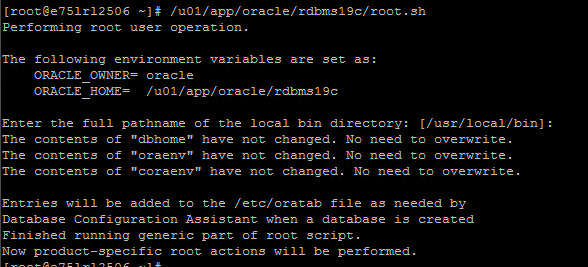 [root@e75lrl2506 ~]# /u01/app/oracle/rdbms19c/root.sh
Performing root user operation.
The following environment variables are set as:
ORACLE_OWNER= oracle
ORACLE_HOME=  /u01/app/oracle/rdbms19c
Enter the full pathname of the local bin directory: [/usr/local/bin]:
The contents of "dbhome" have not changed. No need to overwrite.
The contents of "oraenv" have not changed. No need to overwrite.
The contents of "coraenv" have not changed. No need to overwrite.
Entries will be added to the /etc/oratab file as needed by
Database Configuration Assistant when a database is created
Finished running generic part of root script.
Now product-specific root actions will be performed.
[root@e75lrl2506 ~]#